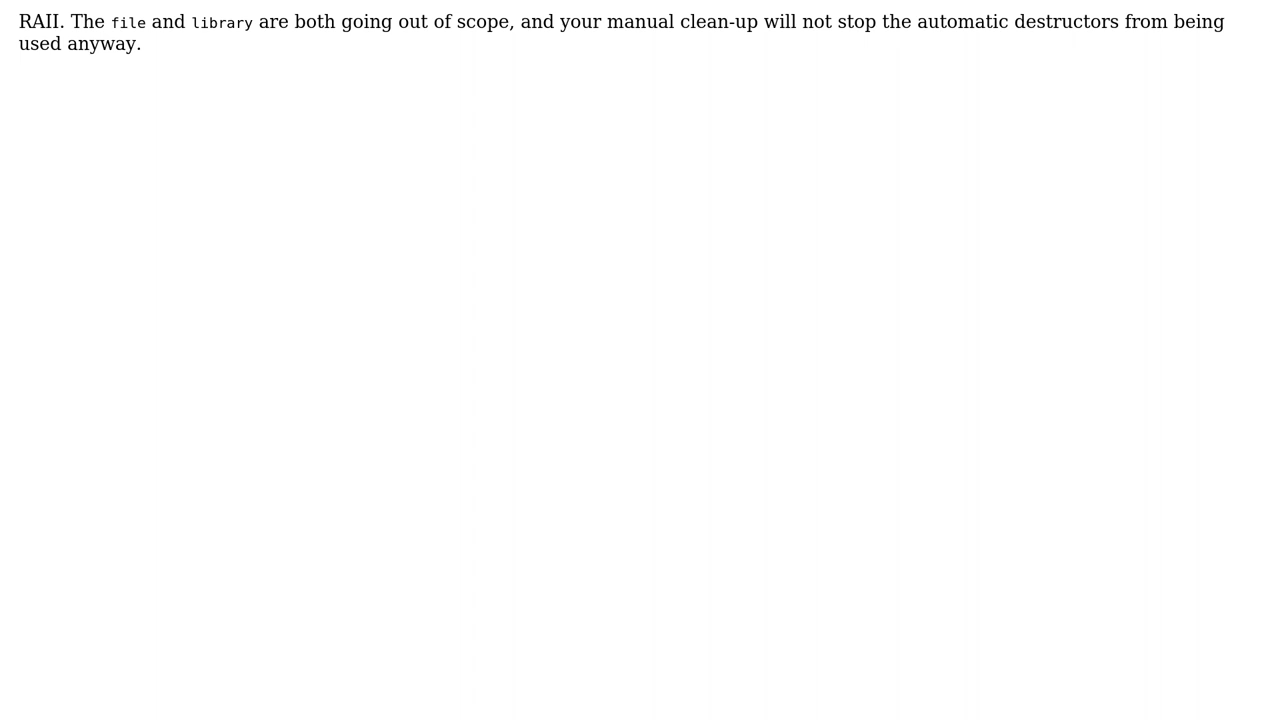 RAII. The file and library are both going out of scope, and your manual clean-up will not stop the automatic destructors from being
used anyway.